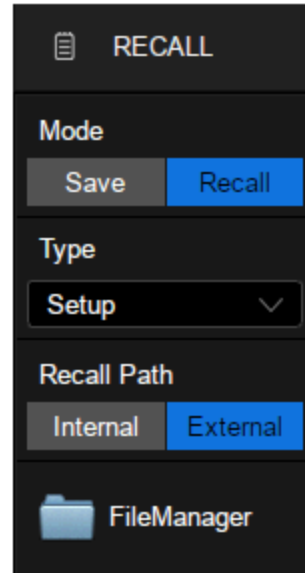 RECALL
Mode
Save Recall
Type
Setup
Recall Path
Internal External
FileManager